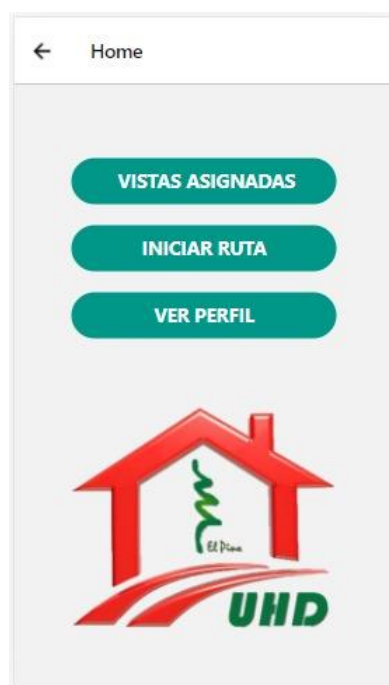 Home
VISTAS ASIGNADAS
INICIAR RUTA
VER PERFIL
El Pino
UHD